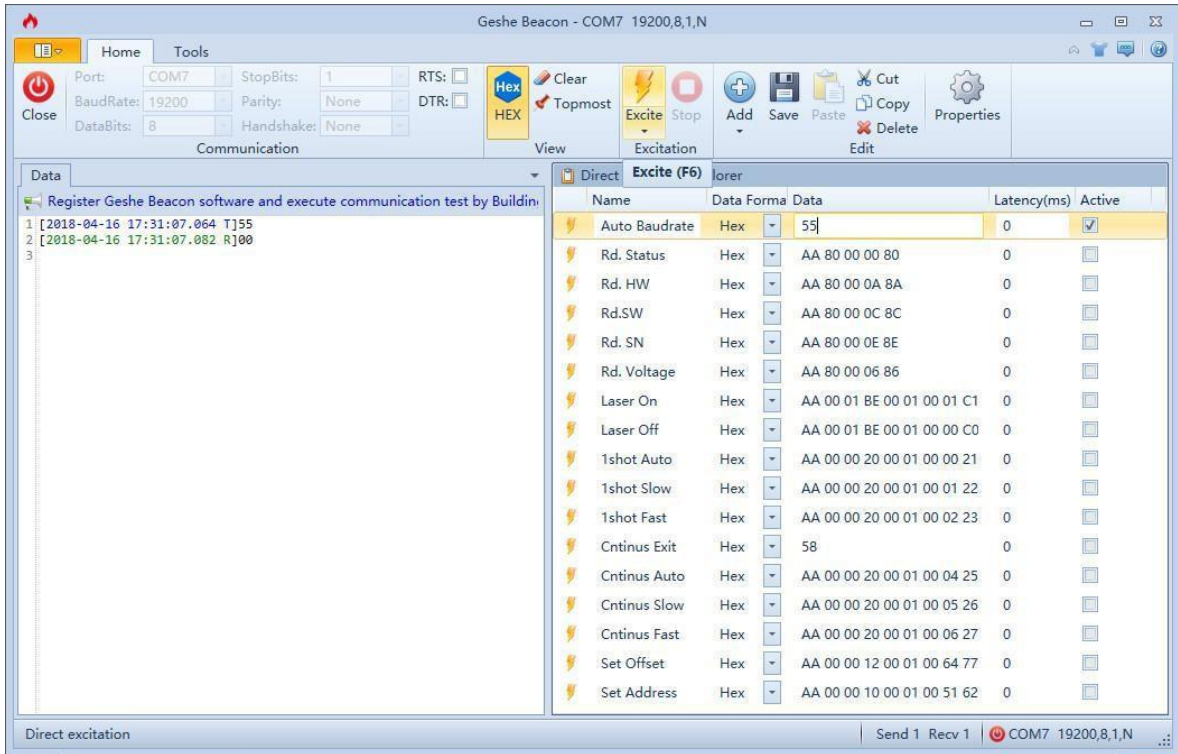 Geshe Beacon - COM7 19200,8,1,N
Home Tools
Close
Port: COM7 StopBits: 1 RTS:
BaudRate: 19200 Parity: None DTR:
DataBits: 8 Handshake: None
Communication
Hex
HEX
Clear
Topmost
View
Excite Stop
Excitation
Add Save Paste
Cut
Copy
Delete
Properties
Edit
Data
Register Geshe Beacon software and execute communication test by Buildin
1 [2018-04-16 17:31:07.064 T]55
2 [2018-04-16 17:31:07.082 R]00
3
Direct Excite (F6) lorer
Name Data Forma Data Latency(ms) Active
Auto Baudrate Hex 55 0
Rd. Status Hex AA 80 00 00 80 0
Rd. HW Hex AA 80 00 0A 8A 0
Rd.SW Hex AA 80 00 0C 8C 0
Rd. SN Hex AA 80 00 0E 8E 0
Rd. Voltage Hex AA 80 00 06 86 0
Laser On Hex AA 00 01 BE 00 01 00 01 C1 0
Laser Off Hex AA 00 01 BE 00 01 00 00 C0 0
1shot Auto Hex AA 00 00 20 00 01 00 00 21 0
1shot Slow Hex AA 00 00 20 00 01 00 01 22 0
1shot Fast Hex AA 00 00 20 00 01 00 02 23 0
Cntinus Exit Hex 58 0
Cntinus Auto Hex AA 00 00 20 00 01 00 04 25 0
Cntinus Slow Hex AA 00 00 20 00 01 00 05 26 0
Cntinus Fast Hex AA 00 00 20 00 01 00 06 27 0
Set Offset Hex AA 00 00 12 00 01 00 64 77 0
Set Address Hex AA 00 00 10 00 01 00 51 62 0
Direct excitation Send 1 Recv 1 COM7 19200,8,1,N